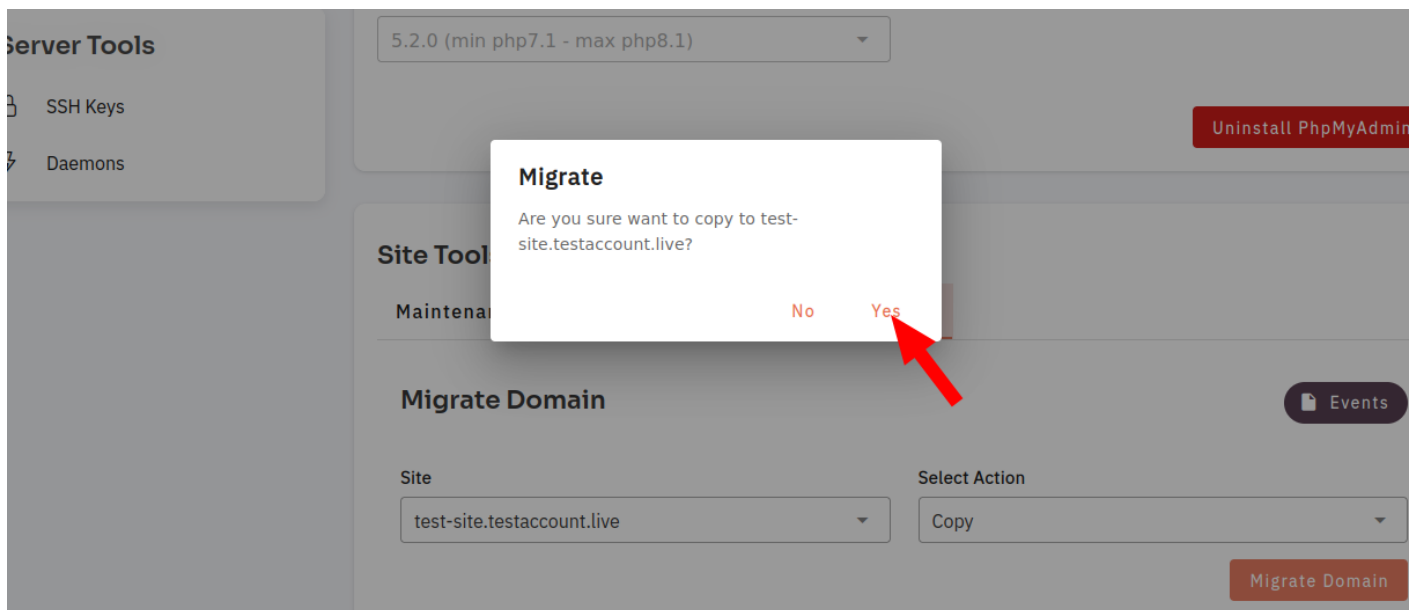 Server Tools
SSH Keys
Daemons
5.2.0 (min php7.1 - max php8.1)
Uninstall PhpMyAdmin
Migrate
Are you sure want to copy to test-
site.testaccount.live?
No
Yes
Site Tool
Maintena
Migrate Domain
Events
Site
Select Action
test-site.testaccount.live
Copy
Migrate Domain